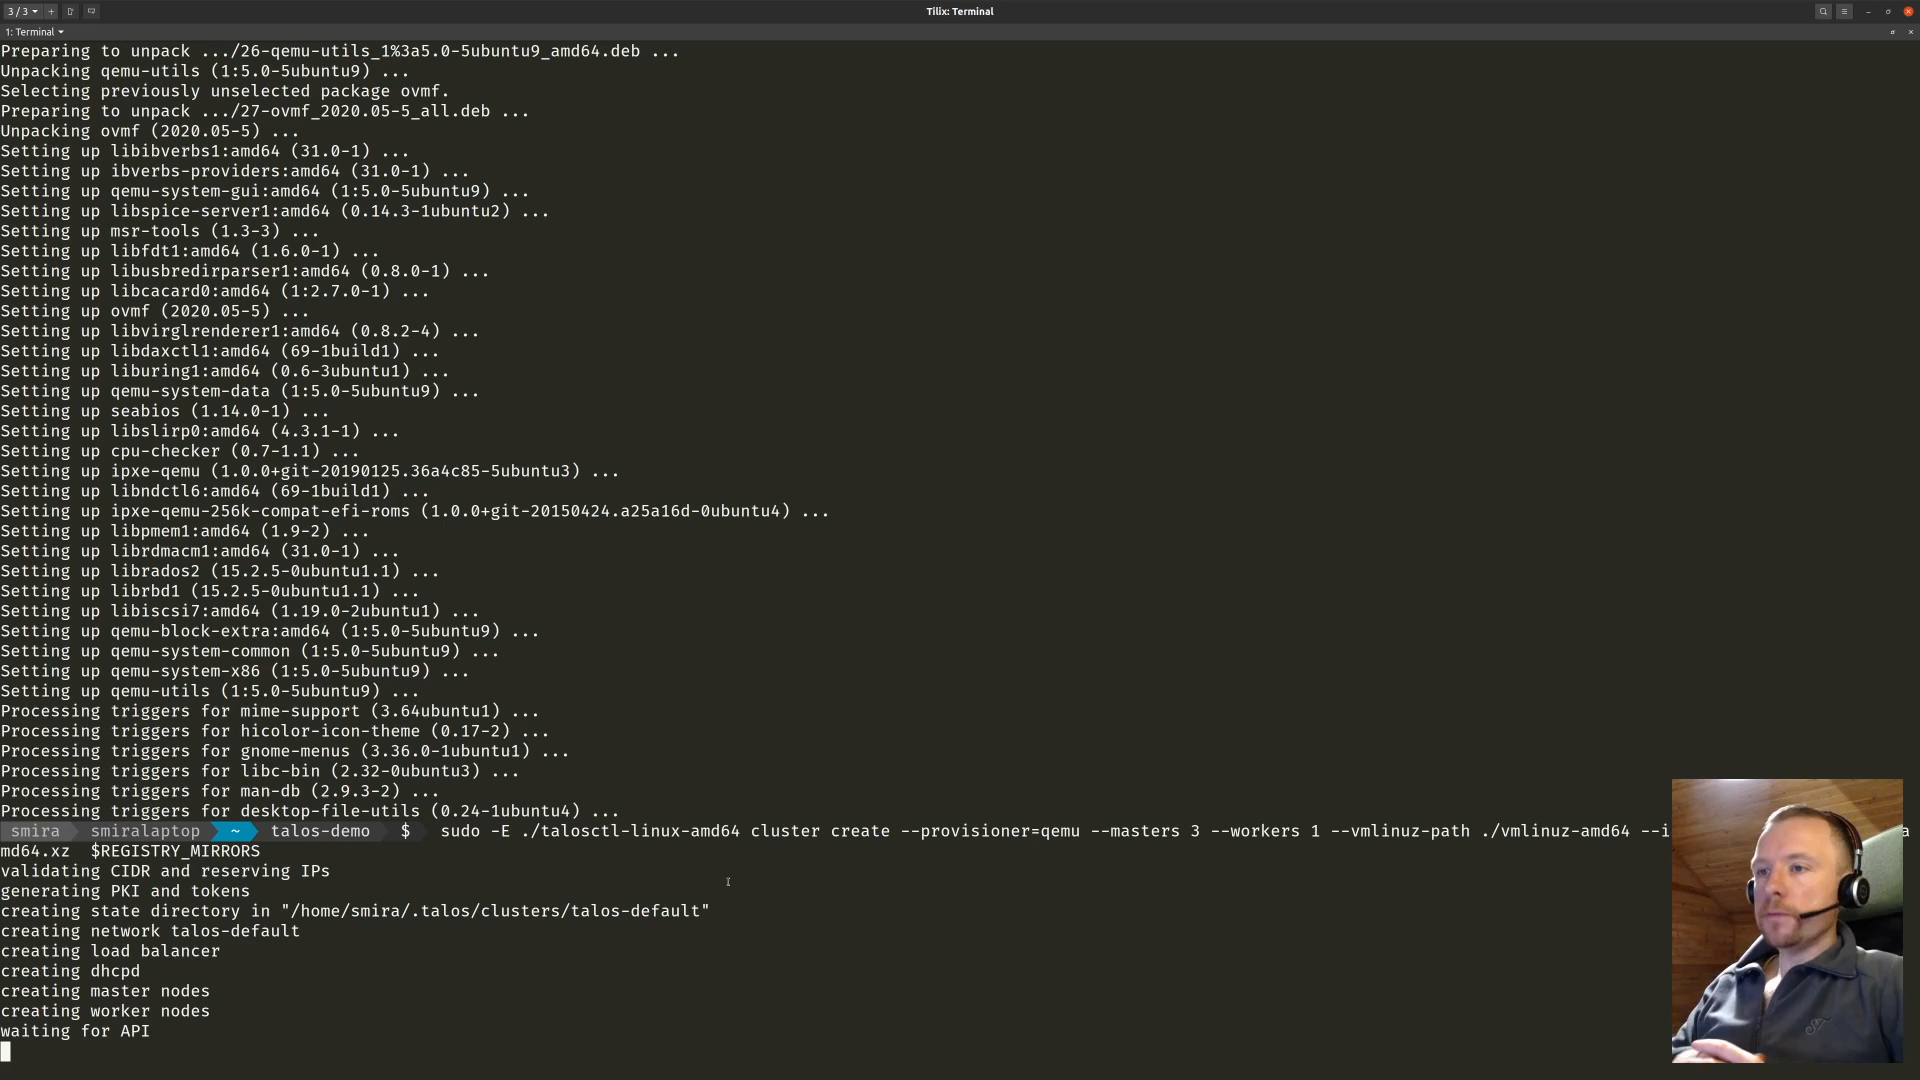 3 / 3
Tilix: Terminal
1: Terminal
Preparing to unpack .../26-qemu-utils_1%3a5.0-5ubuntu9_amd64.deb ...
Unpacking qemu-utils (1:5.0-5ubuntu9) ...
Selecting previously unselected package ovmf.
Preparing to unpack .../27-ovmf_2020.05-5_all.deb ...
Unpacking ovmf (2020.05-5) ...
Setting up libibverbs1:amd64 (31.0-1) ...
Setting up ibverbs-providers:amd64 (31.0-1) ...
Setting up qemu-system-gui:amd64 (1:5.0-5ubuntu9) ...
Setting up libspice-server1:amd64 (0.14.3-1ubuntu2) ...
Setting up msr-tools (1.3-3) ...
Setting up libfdt1:amd64 (1.6.0-1) ...
Setting up libusbredirparser1:amd64 (0.8.0-1) ...
Setting up libcacard0:amd64 (1:2.7.0-1) ...
Setting up ovmf (2020.05-5) ...
Setting up libvirglrenderer1:amd64 (0.8.2-4) ...
Setting up libdaxctl1:amd64 (69-1build1) ...
Setting up liburing1:amd64 (0.6-3ubuntu1) ...
Setting up qemu-system-data (1:5.0-5ubuntu9) ...
Setting up seabios (1.14.0-1) ...
Setting up libslirp0:amd64 (4.3.1-1) ...
Setting up cpu-checker (0.7-1.1) ...
Setting up ipxe-qemu (1.0.0+git-20190125.36a4c85-5ubuntu3) ...
Setting up libndctl6:amd64 (69-1build1) ...
Setting up ipxe-qemu-256k-compat-efi-roms (1.0.0+git-20150424.a25a16d-0ubuntu4) ...
Setting up libpmem1:amd64 (1.9-2) ...
Setting up librdmacm1:amd64 (31.0-1) ...
Setting up librados2 (15.2.5-0ubuntu1.1) ...
Setting up librbd1 (15.2.5-0ubuntu1.1) ...
Setting up libiscsi7:amd64 (1.19.0-2ubuntu1) ...
Setting up qemu-block-extra:amd64 (1:5.0-5ubuntu9) ...
Setting up qemu-system-common (1:5.0-5ubuntu9) ...
Setting up qemu-system-x86 (1:5.0-5ubuntu9) ...
Setting up qemu-utils (1:5.0-5ubuntu9) ...
Processing triggers for mime-support (3.64ubuntu1) ...
Processing triggers for hicolor-icon-theme (0.17-2) ...
Processing triggers for gnome-menus (3.36.0-1ubuntu1) ...
Processing triggers for libc-bin (2.32-0ubuntu3) ...
Processing triggers for man-db (2.9.3-2) ...
Processing triggers for desktop-file-utils (0.24-1ubuntu4) ...
smira smiralaptop ~ talos-demo $ sudo -E ./talosctl-linux-amd64 cluster create --provisioner=qemu --masters 3 --workers 1 --vmlinuz-path ./vmlinuz-amd64 --i a
md64.xz $REGISTRY_MIRRORS
validating CIDR and reserving IPs
generating PKI and tokens
creating state directory in "/home/smira/.talos/clusters/talos-default"
creating network talos-default
creating load balancer
creating dhcpd
creating master nodes
creating worker nodes
waiting for API